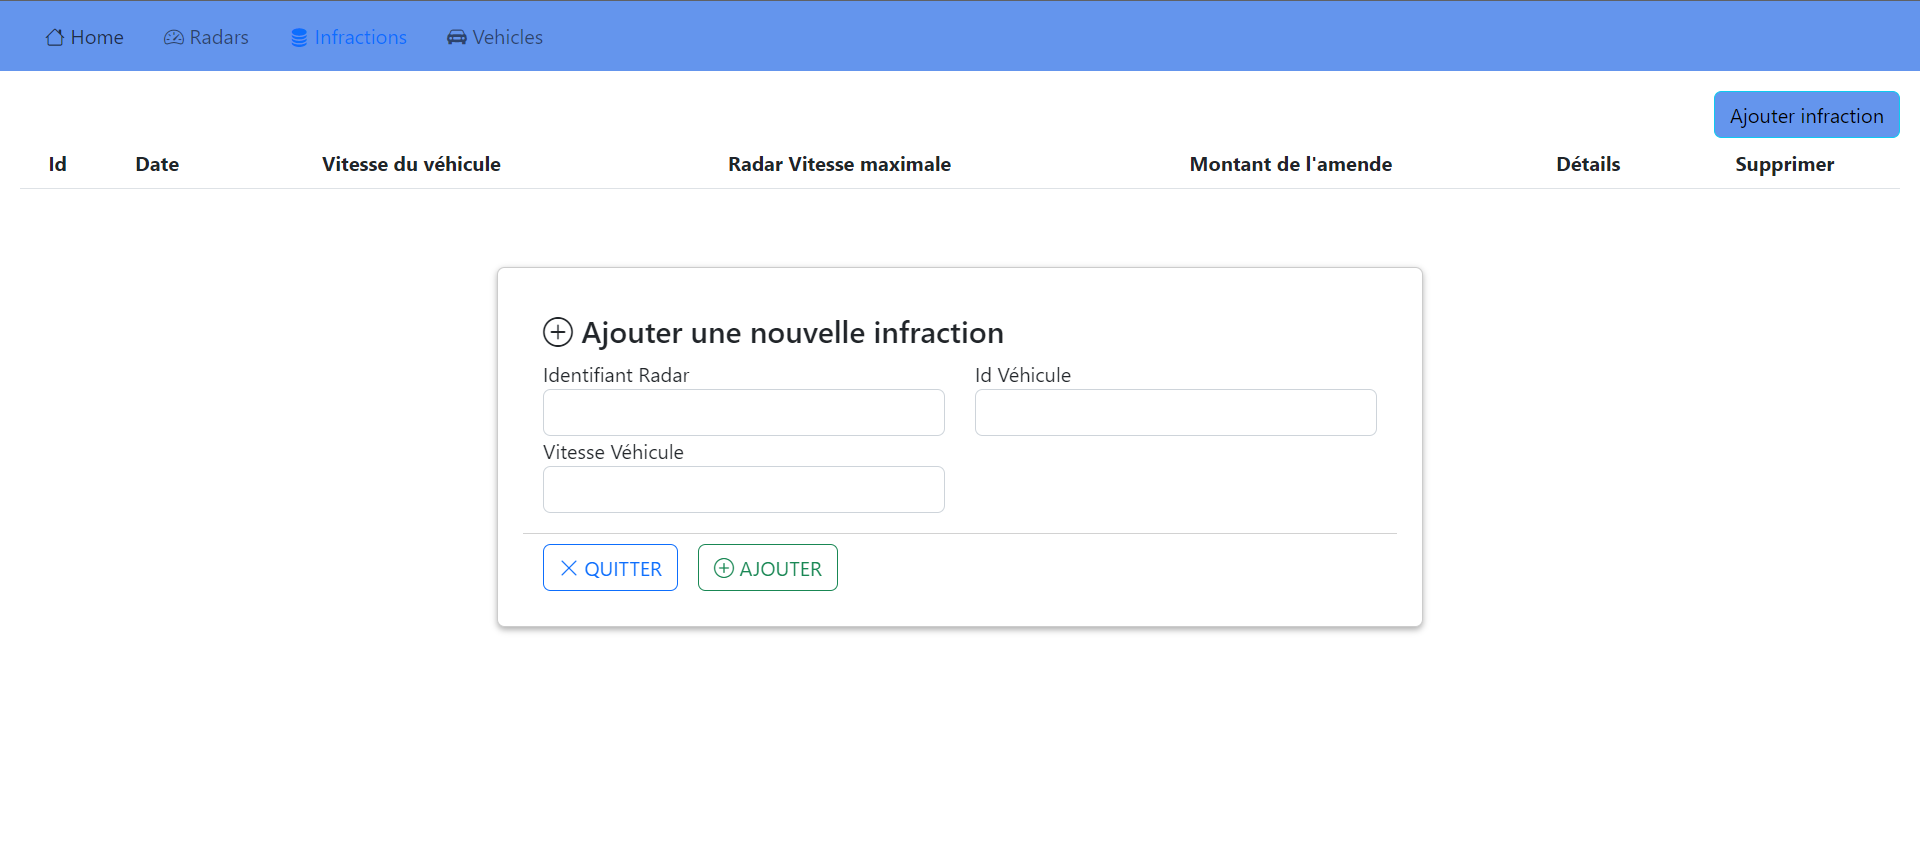 Home Radars Infractions Vehicles
Ajouter infraction
Id Date Vitesse du véhicule Radar Vitesse maximale Montant de l'amende Détails Supprimer
Ajouter une nouvelle infraction
Identifiant Radar Id Véhicule
Vitesse Véhicule
QUITTER AJOUTER